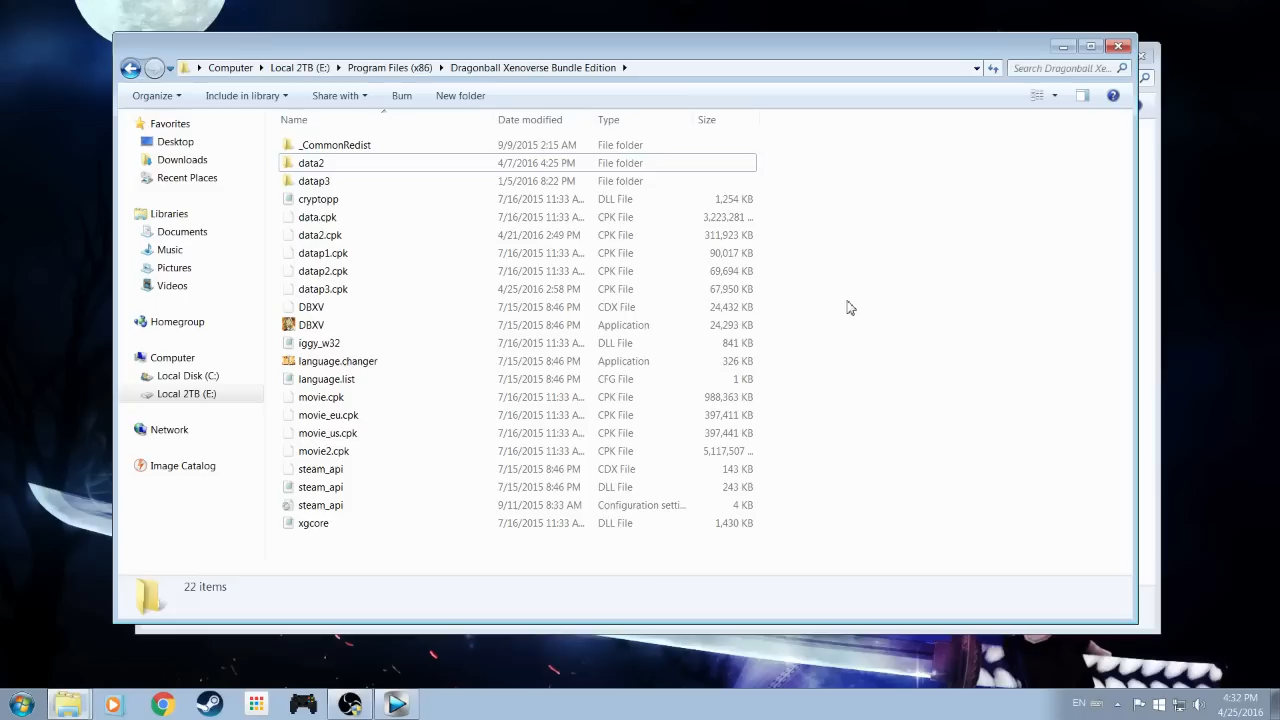 Computer Local 2TB (E:) Program Files (x86) Dragonball Xenoverse Bundle Edition Search Dragonball Xe...
Organize Include in library Share with Burn New folder
Name Date modified Type Size
Favorites
Desktop
Downloads
Recent Places
Libraries
Documents
Music
Pictures
Videos
Homegroup
Computer
Local Disk (C:)
Local 2TB (E:)
Network
Image Catalog
_CommonRedist 9/9/2015 2:15 AM File folder
data2 4/7/2016 4:25 PM File folder
datap3 1/5/2016 8:22 PM File folder
cryptopp 7/16/2015 11:33 A... DLL File 1,254 KB
data.cpk 7/16/2015 11:33 A... CPK File 3,223,281 ...
data2.cpk 4/21/2016 2:49 PM CPK File 311,923 KB
datap1.cpk 7/16/2015 11:33 A... CPK File 90,017 KB
datap2.cpk 7/16/2015 11:33 A... CPK File 69,694 KB
datap3.cpk 4/25/2016 2:58 PM CPK File 67,950 KB
DBXV 7/15/2015 8:46 PM CDX File 24,432 KB
DBXV 7/15/2015 8:46 PM Application 24,293 KB
iggy_w32 7/16/2015 11:33 A... DLL File 841 KB
language.changer 7/15/2015 8:46 PM Application 326 KB
language.list 7/15/2015 8:46 PM CFG File 1 KB
movie.cpk 7/16/2015 11:33 A... CPK File 988,363 KB
movie_eu.cpk 7/16/2015 11:33 A... CPK File 397,411 KB
movie_us.cpk 7/16/2015 11:33 A... CPK File 397,441 KB
movie2.cpk 7/16/2015 11:33 A... CPK File 5,117,507 ...
steam_api 7/15/2015 8:46 PM CDX File 143 KB
steam_api 7/15/2015 8:46 PM DLL File 243 KB
steam_api 9/11/2015 8:33 AM Configuration setti... 4 KB
xgcore 7/16/2015 11:33 A... DLL File 1,430 KB
22 items
EN
4:32 PM
4/25/2016